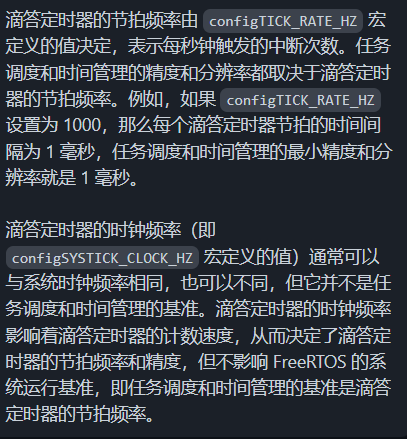 滴答定时器的节拍频率由 configTICK_RATE_HZ 宏
定义的值决定，表示每秒钟触发的中断次数。任务
调度和时间管理的精度和分辨率都取决于滴答定时
器的节拍频率。例如，如果 configTICK_RATE_HZ
设置为 1000，那么每个滴答定时器节拍的时间间
隔为 1 毫秒，任务调度和时间管理的最小精度和分
辨率就是 1 毫秒。
滴答定时器的时钟频率（即
configSYSTICK_CLOCK_HZ 宏定义的值）通常可以
与系统时钟频率相同，也可以不同，但它并不是任
务调度和时间管理的基准。滴答定时器的时钟频率
影响着滴答定时器的计数速度，从而决定了滴答定
时器的节拍频率和精度，但不影响 FreeRTOS 的系
统运行基准，即任务调度和时间管理的基准是滴答
定时器的节拍频率。